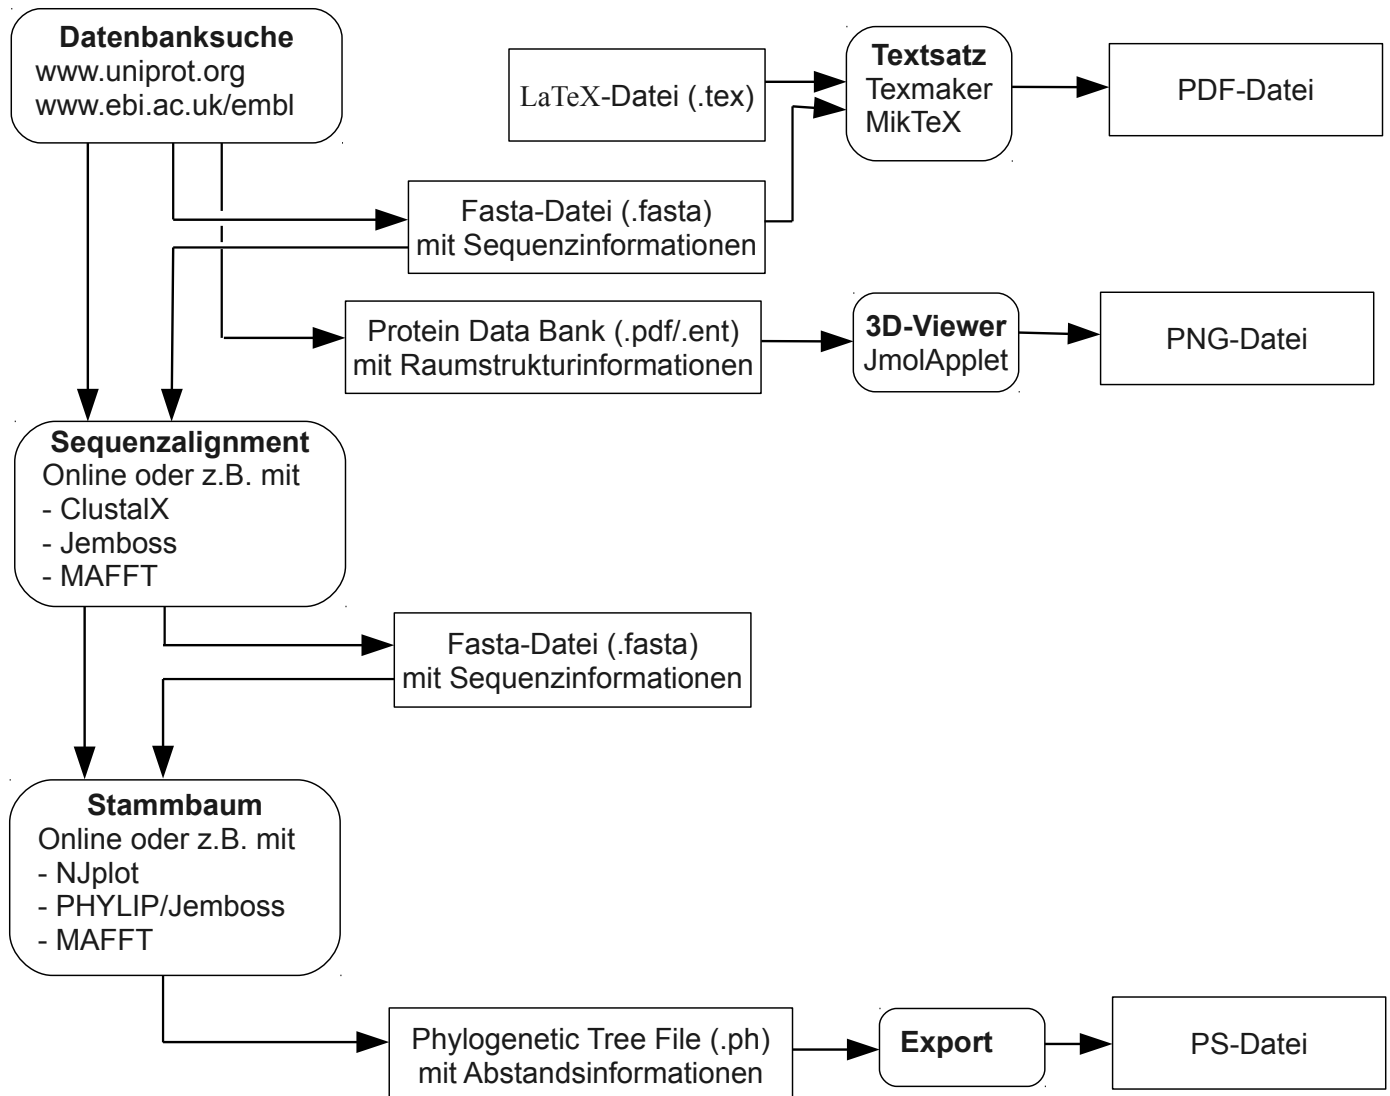 Datenbanksuche
www.uniprot.org
www.ebi.ac.uk/embl
LaTeX-Datei (.tex)
Textsatz
Texmaker
MikTeX
PDF-Datei
Fasta-Datei (.fasta)
mit Sequenzinformationen
Protein Data Bank (.pdf/.ent)
mit Raumstrukturinformationen
3D-Viewer
JmolApplet
PNG-Datei
Sequenzalignment
Online oder z.B. mit
- ClustalX
- Jemboss
- MAFFT
Fasta-Datei (.fasta)
mit Sequenzinformationen
Stammbaum
Online oder z.B. mit
- NJplot
- PHYLIP/Jemboss
- MAFFT
Phylogenetic Tree File (.ph)
mit Abstandsinformationen
Export
PS-Datei